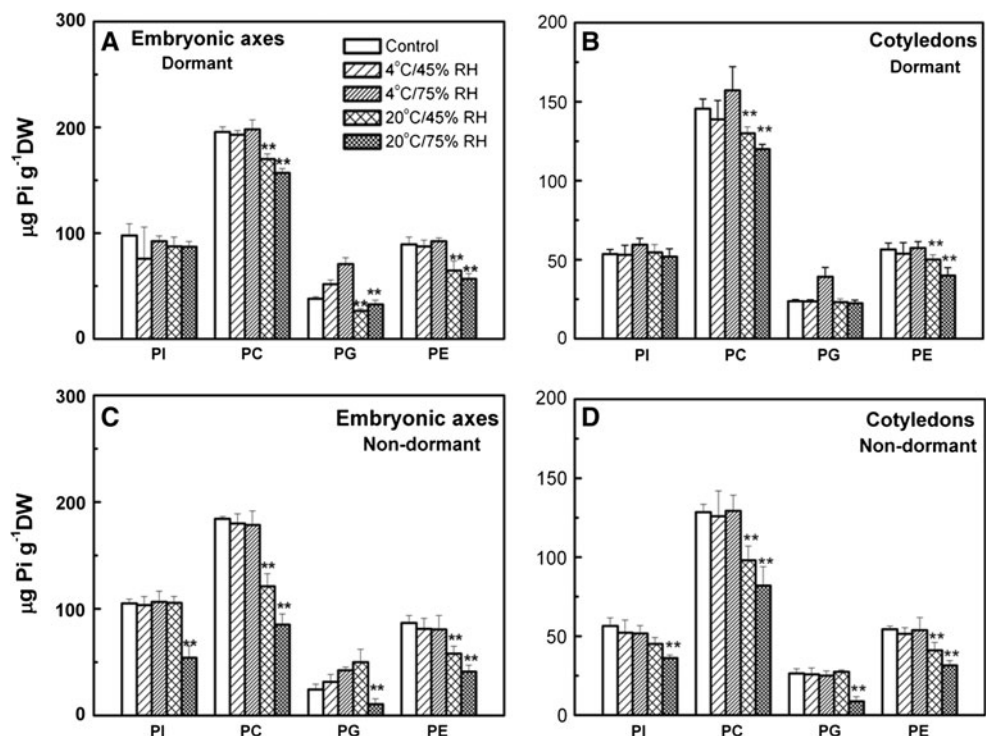 A
Embryonic axes
Dormant
Control
4°C/45% RH
4°C/75% RH
20°C/45% RH
20°C/75% RH
µg Pi g⁻¹DW
300
200
100
0
**
**
**
**
**
**
PI PC PG PE
B
Cotyledons
Dormant
200
150
100
50
0
**
**
**
**
PI PC PG PE
C
Embryonic axes
Non-dormant
µg Pi g⁻¹DW
300
200
100
0
**
**
**
**
**
**
PI PC PG PE
D
Cotyledons
Non-dormant
200
150
100
50
0
**
**
**
**
**
**
PI PC PG PE